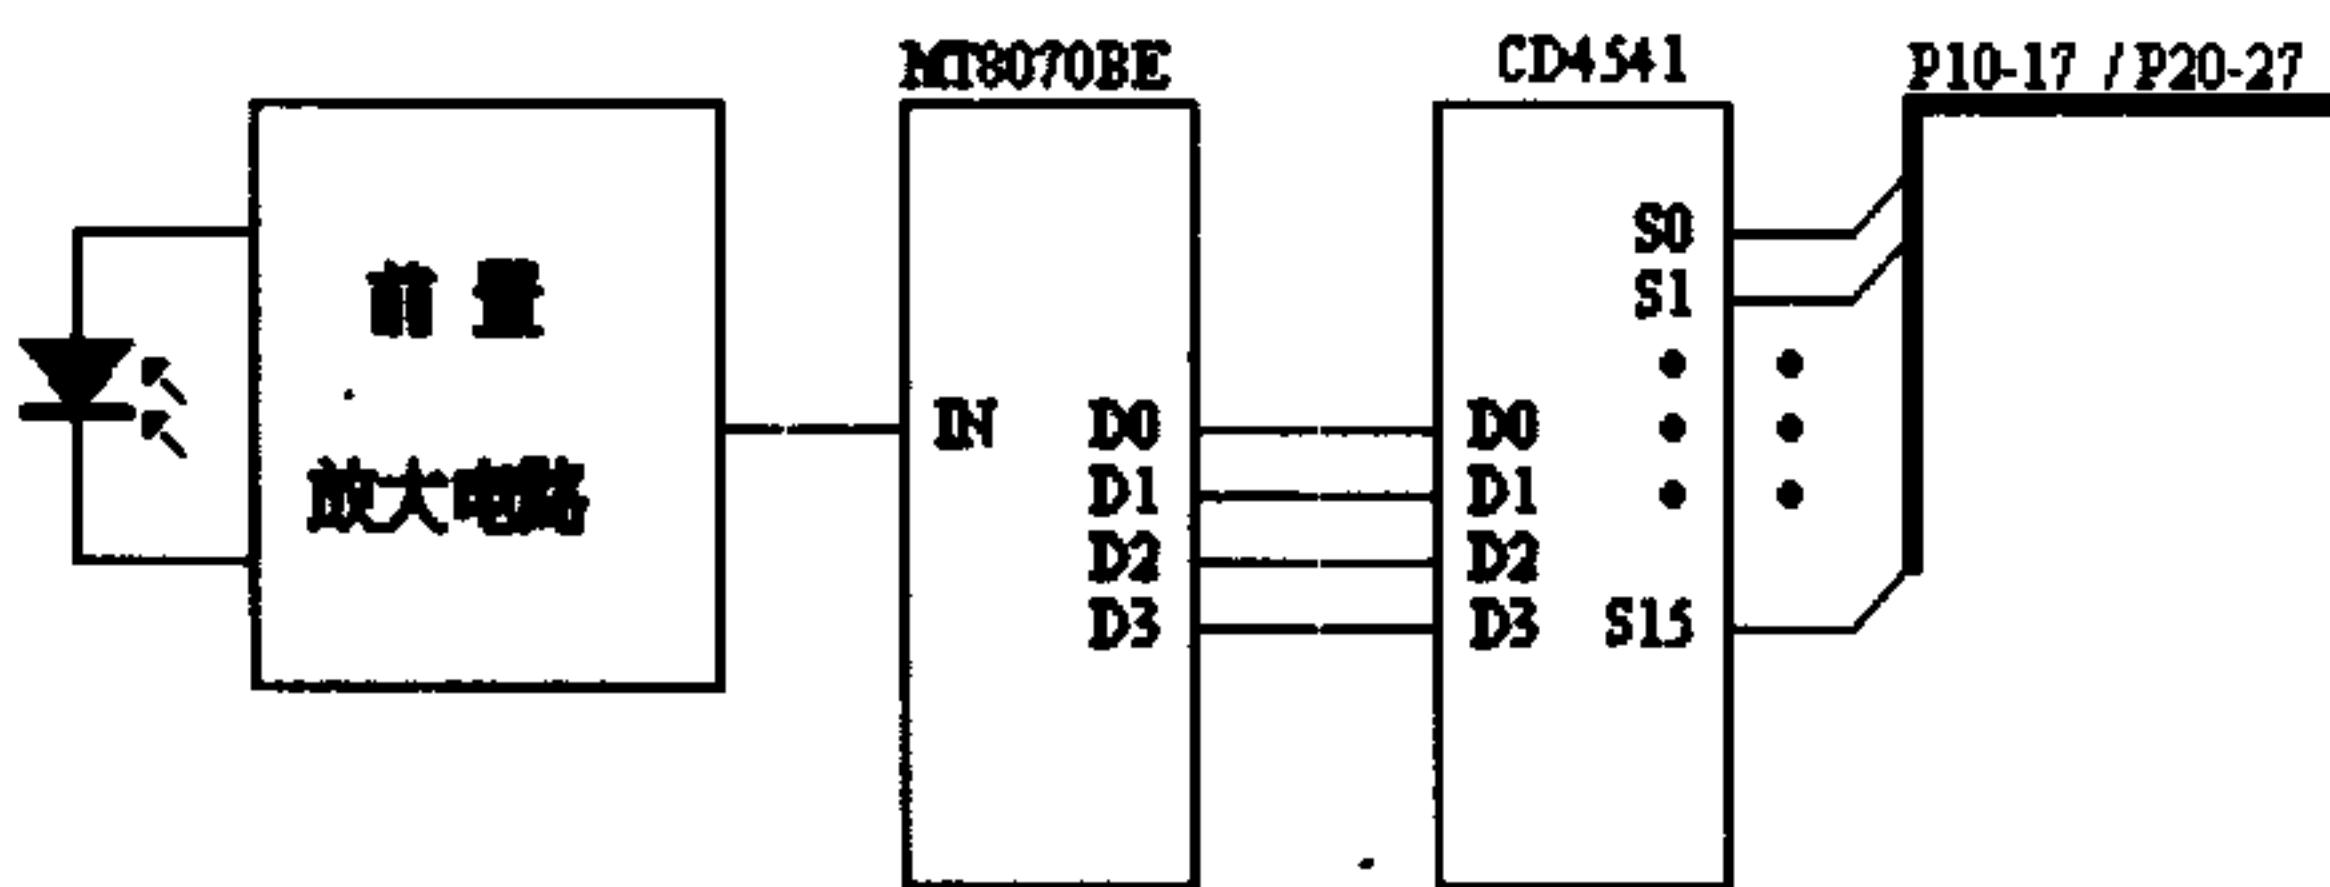 MT8070BE
CD4541
P10-17 / P20-27
前 置
放大电路
IN
D0
D1
D2
D3
D0
D1
D2
D3
S0
S1
S15